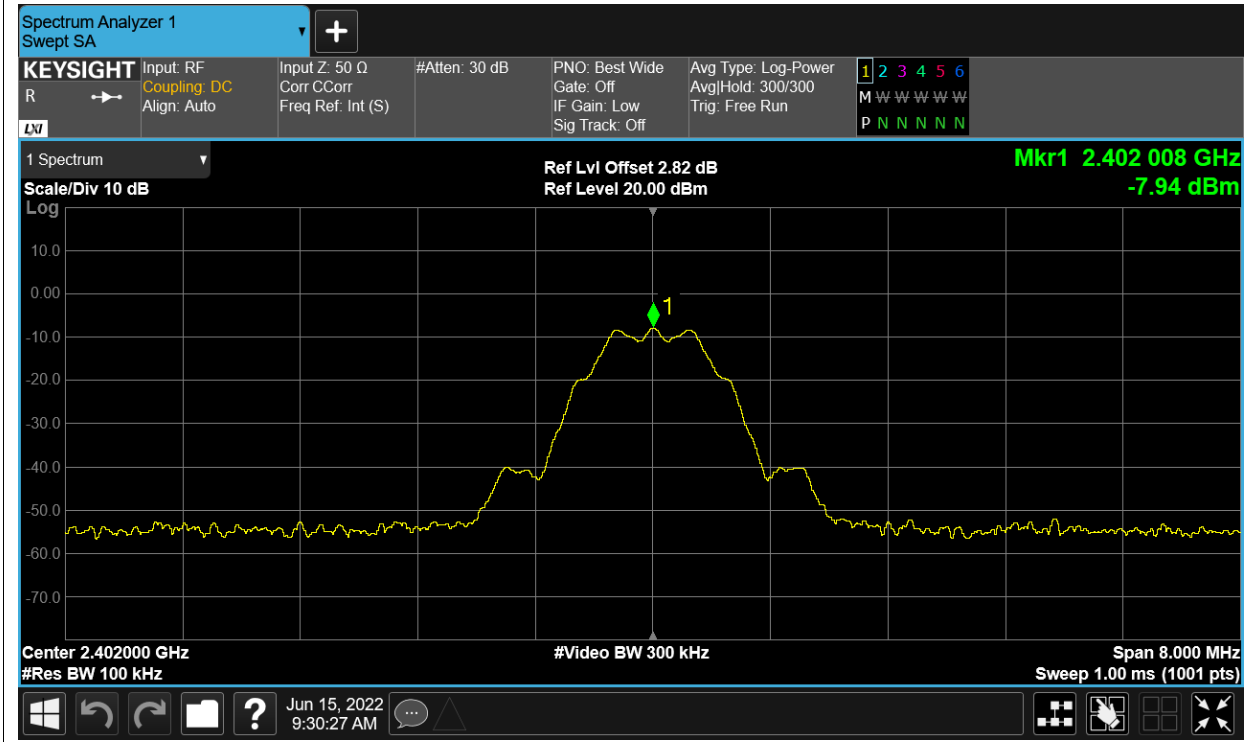 Spectrum Analyzer 1
Swept SA
KEYSIGHT
R
LXI
Input: RF
Coupling: DC
Align: Auto
Input Z: 50 Ω
Corr CCorr
Freq Ref: Int (S)
#Atten: 30 dB
PNO: Best Wide
Gate: Off
IF Gain: Low
Sig Track: Off
Avg Type: Log-Power
Avg|Hold: 300/300
Trig: Free Run
1 2 3 4 5 6
M W W W W W
P N N N N N
1 Spectrum
Scale/Div 10 dB
Log
Ref Lvl Offset 2.82 dB
Ref Level 20.00 dBm
Mkr1 2.402 008 GHz
-7.94 dBm
10.0
0.00
-10.0
-20.0
-30.0
-40.0
-50.0
-60.0
-70.0
1
Center 2.402000 GHz
#Res BW 100 kHz
#Video BW 300 kHz
Span 8.000 MHz
Sweep 1.00 ms (1001 pts)
?
Jun 15, 2022
9:30:27 AM